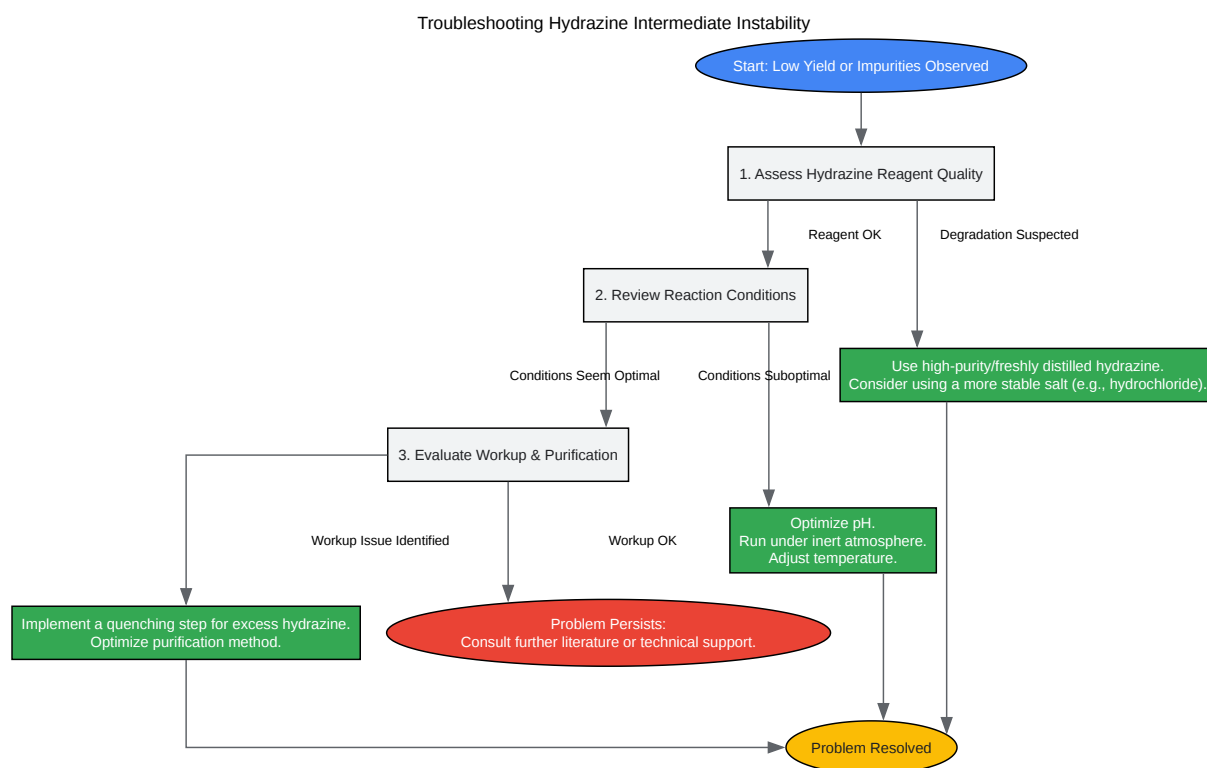 Troubleshooting Hydrazine Intermediate Instability
Start: Low Yield or Impurities Observed
1. Assess Hydrazine Reagent Quality
Reagent OK
Degradation Suspected
2. Review Reaction Conditions
Use high-purity/freshly distilled hydrazine.
Consider using a more stable salt (e.g., hydrochloride).
Conditions Seem Optimal
Conditions Suboptimal
3. Evaluate Workup & Purification
Optimize pH.
Run under inert atmosphere.
Adjust temperature.
Workup Issue Identified
Workup OK
Implement a quenching step for excess hydrazine.
Optimize purification method.
Problem Persists:
Consult further literature or technical support.
Problem Resolved